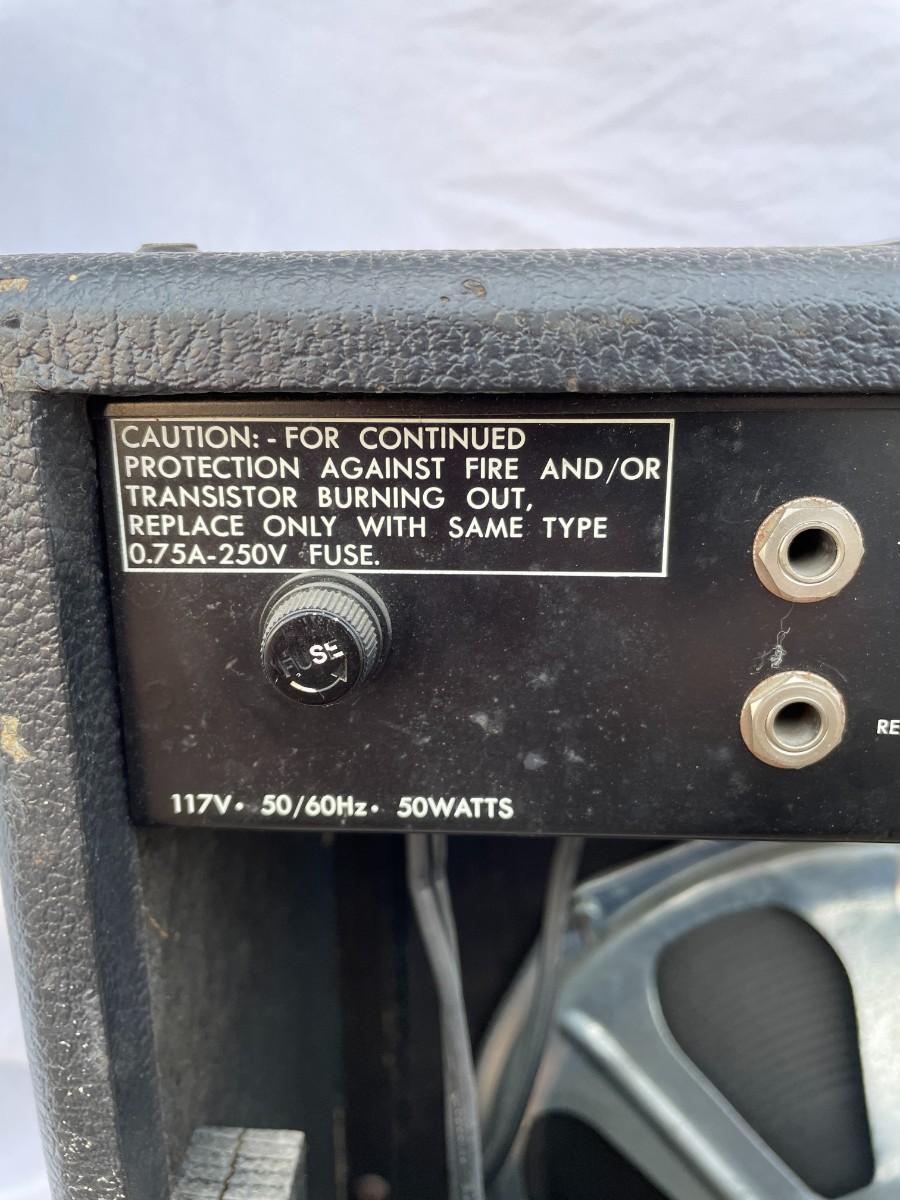 CAUTION: - FOR CONTINUED
PROTECTION AGAINST FIRE AND/OR
TRANSISTOR BURNING OUT,
REPLACE ONLY WITH SAME TYPE
0.75A-250V FUSE.
FUSE
RE
117V• 50/60Hz• 50WATTS